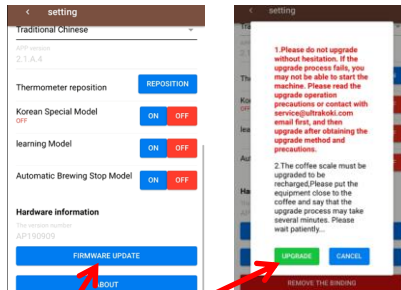 setting
Traditional Chinese
APP version
2.1.A.4
Thermometer reposition
REPOSITION
Korean Special Model
OFF
ON OFF
learning Model
ON OFF
Automatic Brewing Stop Model
ON OFF
Hardware information
The version number
AP190909
FIRMWARE UPDATE
ABOUT
setting
1.Please do not upgrade
without hesitation. If the
upgrade process fails, you
may not be able to start the
machine. Please read the
upgrade operation
precautions or contact with
service@ultrakoki.com
email first, and then
upgrade after obtaining the
upgrade method and
precautions.
2.The coffee scale must be
upgraded to be
recharged,Please put the
equipment close to the
coffee and say that the
upgrade process may take
several minutes. Please
wait patiently...
UPGRADE CANCEL
REMOVE THE BINDING